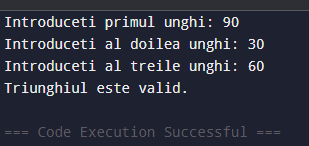 Introduceti primul unghi: 90
Introduceti al doilea unghi: 30
Introduceti al treile unghi: 60
Triunghiul este valid.
=== Code Execution Successful ===